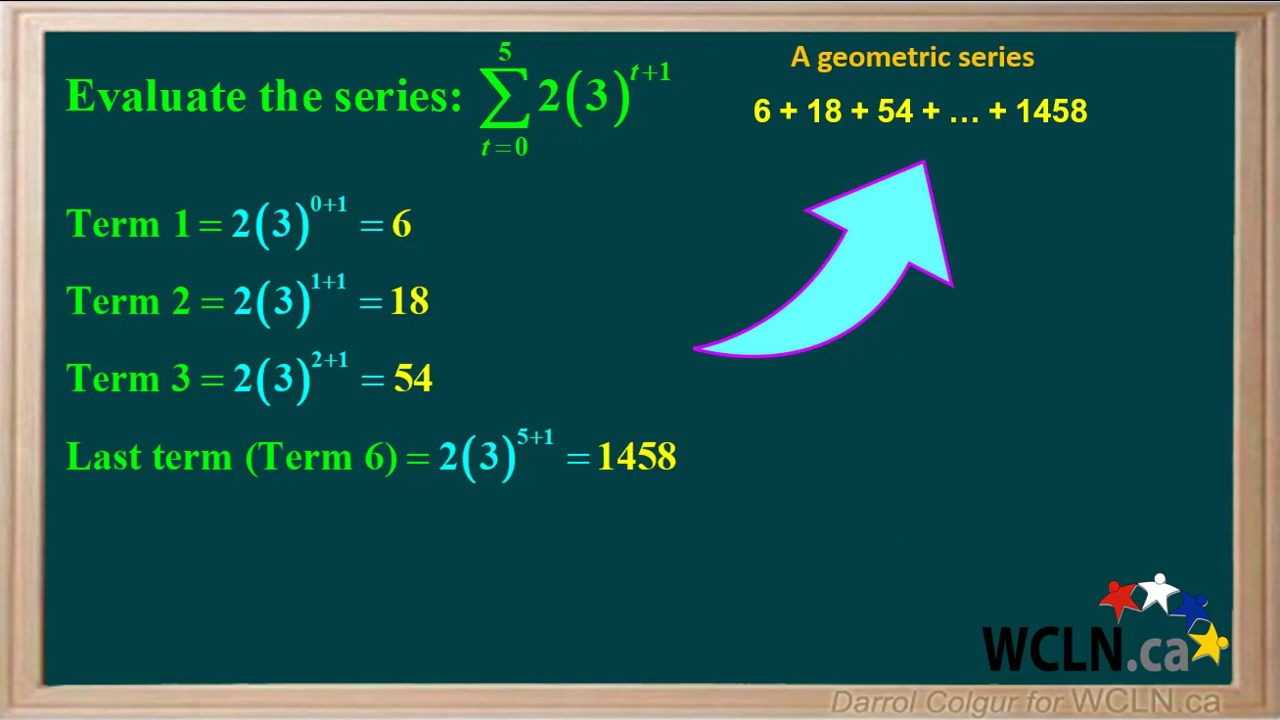 Evaluate the series: \sum_{t=0}^{5} 2(3)^{t+1}
A geometric series
6 + 18 + 54 + … + 1458
Term 1 = 2(3)^{0+1} = 6
Term 2 = 2(3)^{1+1} = 18
Term 3 = 2(3)^{2+1} = 54
Last term (Term 6) = 2(3)^{5+1} = 1458
WCLN.ca
Darrol Colgur for WCLN.ca